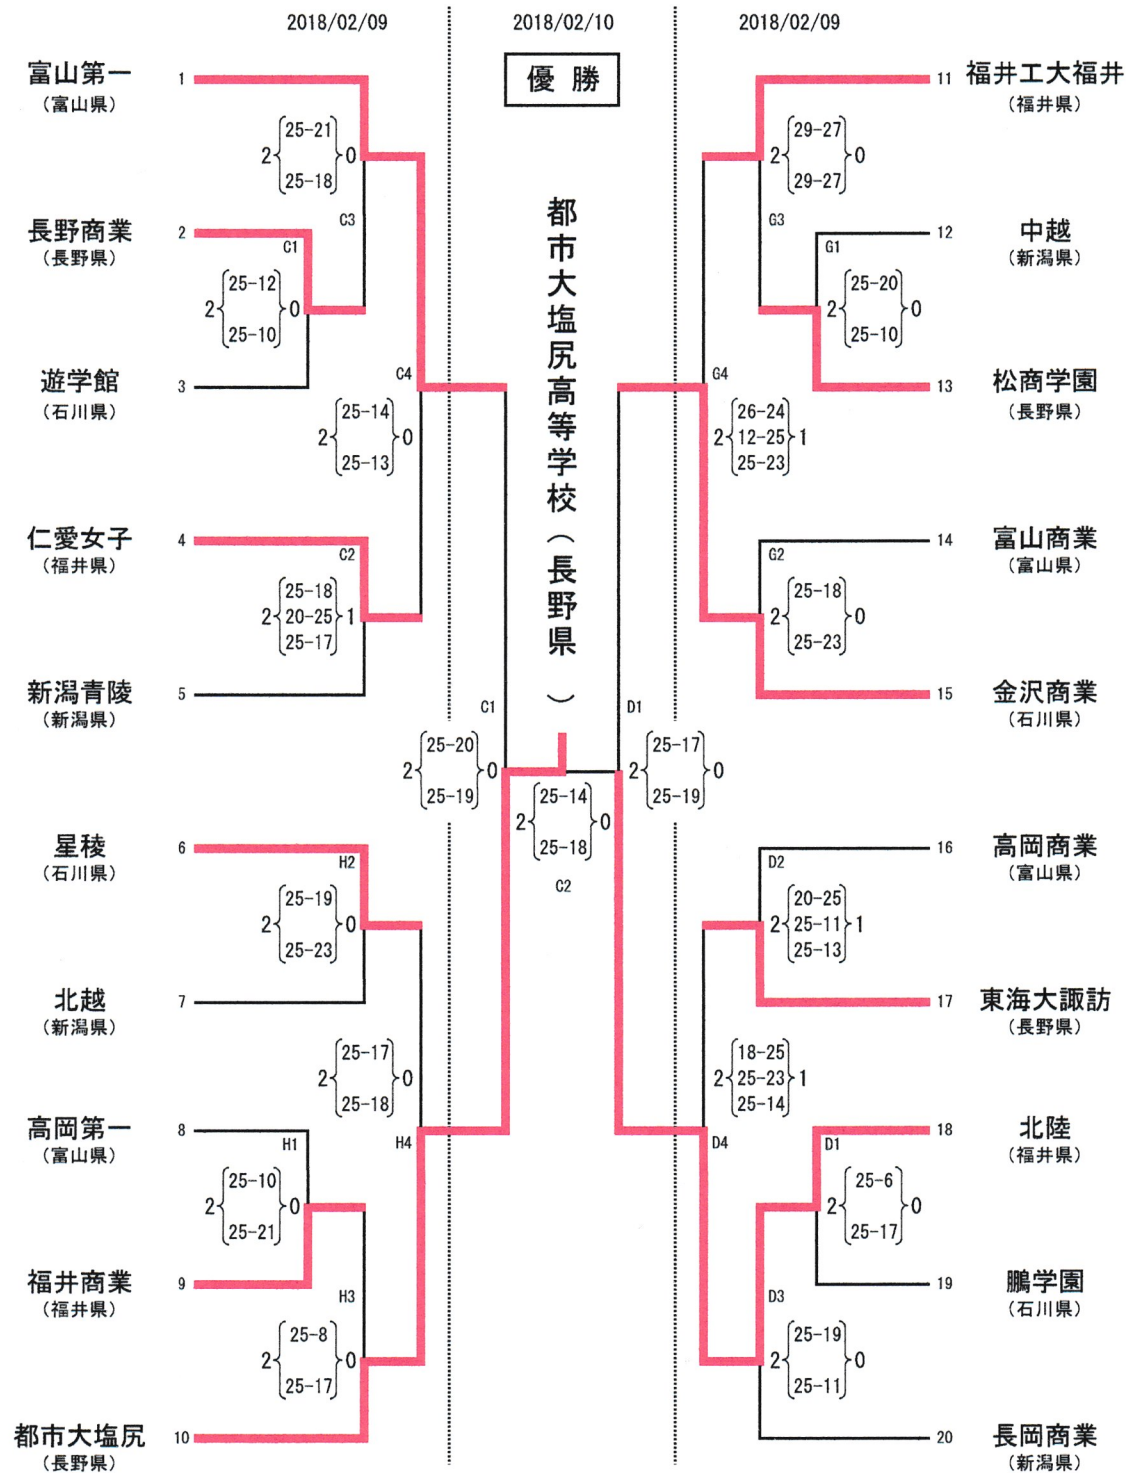 2018/02/09
2018/02/10
2018/02/09
優勝
都市大塩尻高等学校(長野県 )
1 富山第一
(富山県)
25-21
2 0
25-18
C3
2 長野商業
(長野県)
C1
25-12
2 0
25-10
3 遊学館
(石川県)
C4
25-14
2 0
25-13
4 仁愛女子
(福井県)
C2
25-18
2 20-25 1
25-17
5 新潟青陵
(新潟県)
C1
25-20
2 0
25-19
6 星稜
(石川県)
H2
25-19
2 0
25-23
7 北越
(新潟県)
25-17
2 0
25-18
8 高岡第一
(富山県)
H1
H4
25-10
2 0
25-21
9 福井商業
(福井県)
H3
25-8
2 0
25-17
10 都市大塩尻
(長野県)
25-14
2 0
25-18
C2
11 福井工大福井
(福井県)
29-27
2 0
29-27
G3
12 中越
(新潟県)
G1
25-20
2 0
25-10
13 松商学園
(長野県)
G4
26-24
2 12-25 1
25-23
14 富山商業
(富山県)
G2
25-18
2 0
25-23
15 金沢商業
(石川県)
D1
25-17
2 0
25-19
16 高岡商業
(富山県)
D2
20-25
2 25-11 1
25-13
17 東海大諏訪
(長野県)
18-25
2 25-23 1
25-14
D4
18 北陸
(福井県)
D1
25-6
2 0
25-17
19 鵬学園
(石川県)
D3
25-19
2 0
25-11
20 長岡商業
(新潟県)